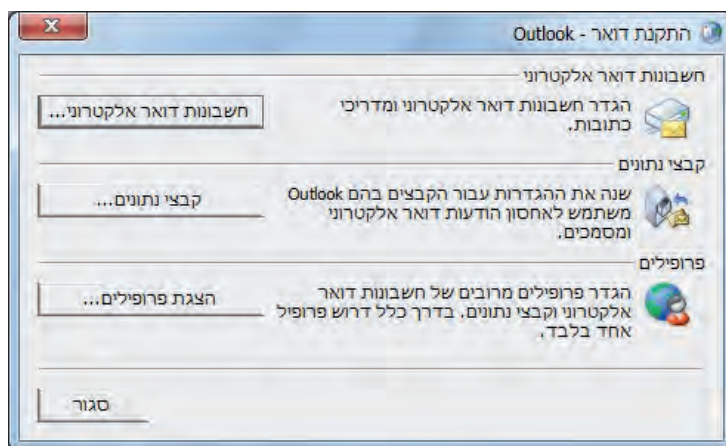 התקנת דואר - Outlook
חשבונות דואר אלקטרוני
הגדר חשבונות דואר אלקטרוני ומדריכי
כתובות.
חשבונות דואר אלקטרוני...
קבצי נתונים
שנה את ההגדרות עבור הקבצים בהם Outlook
משתמש לאחסון הודעות דואר אלקטרוני
ומסמכים.
קבצי נתונים...
פרופילים
הגדר פרופילים מרובים של חשבונות דואר
אלקטרוני וקבצי נתונים. בדרך כלל דרוש פרופיל
אחד בלבד.
הצגת פרופילים...
סגור